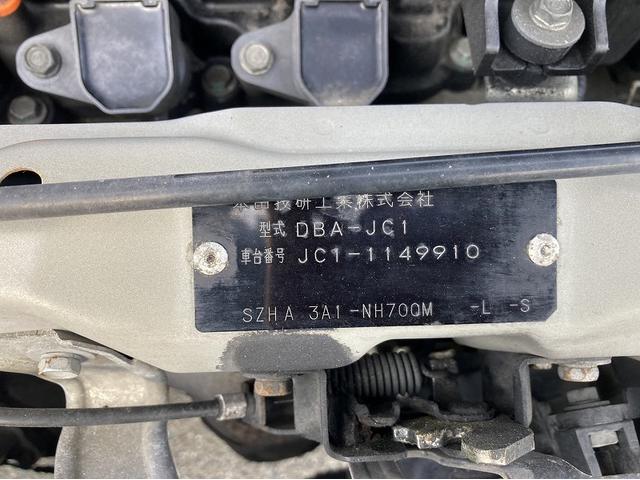 本田技研工業株式会社
型式 DBA-JC1
車台番号 JC1-1149910
SZHA 3A1-NH700M -L -S